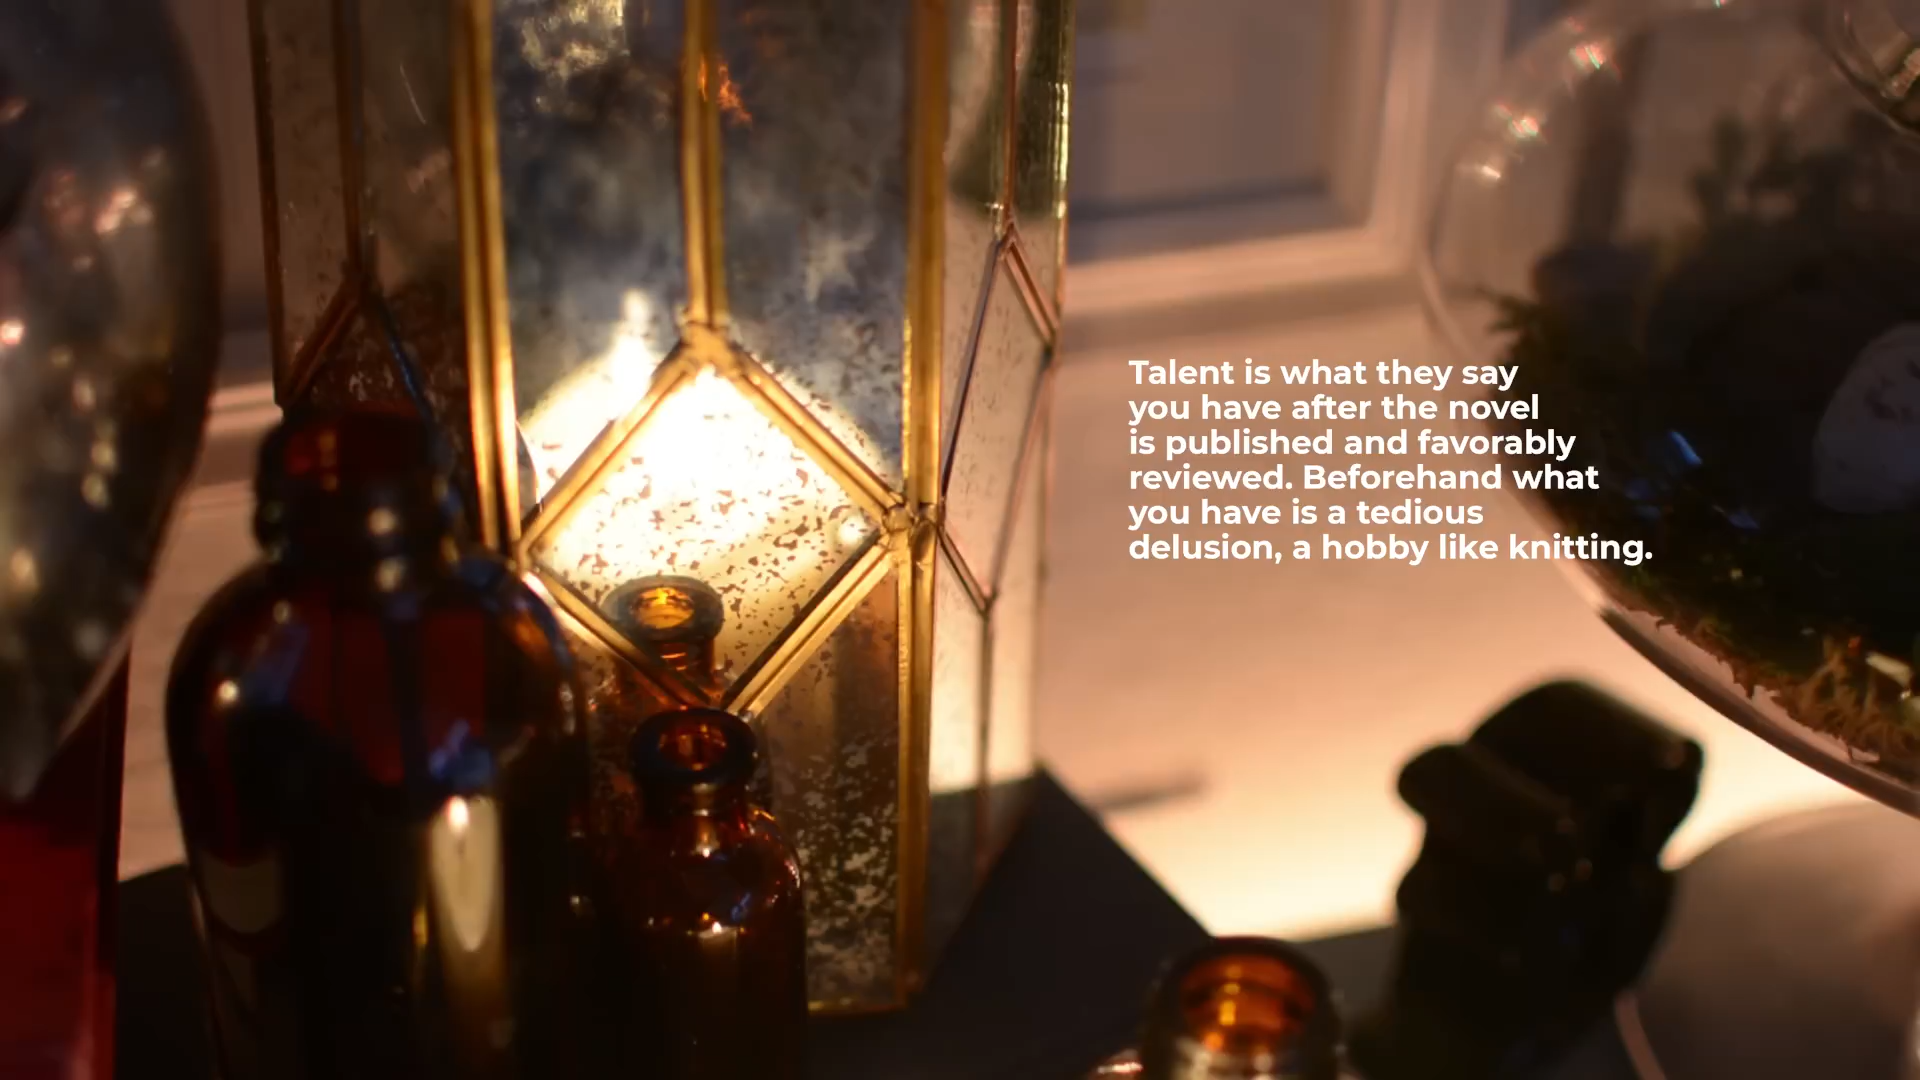 Talent is what they say
you have after the novel
is published and favorably
reviewed. Beforehand what
you have is a tedious
delusion, a hobby like knitting.